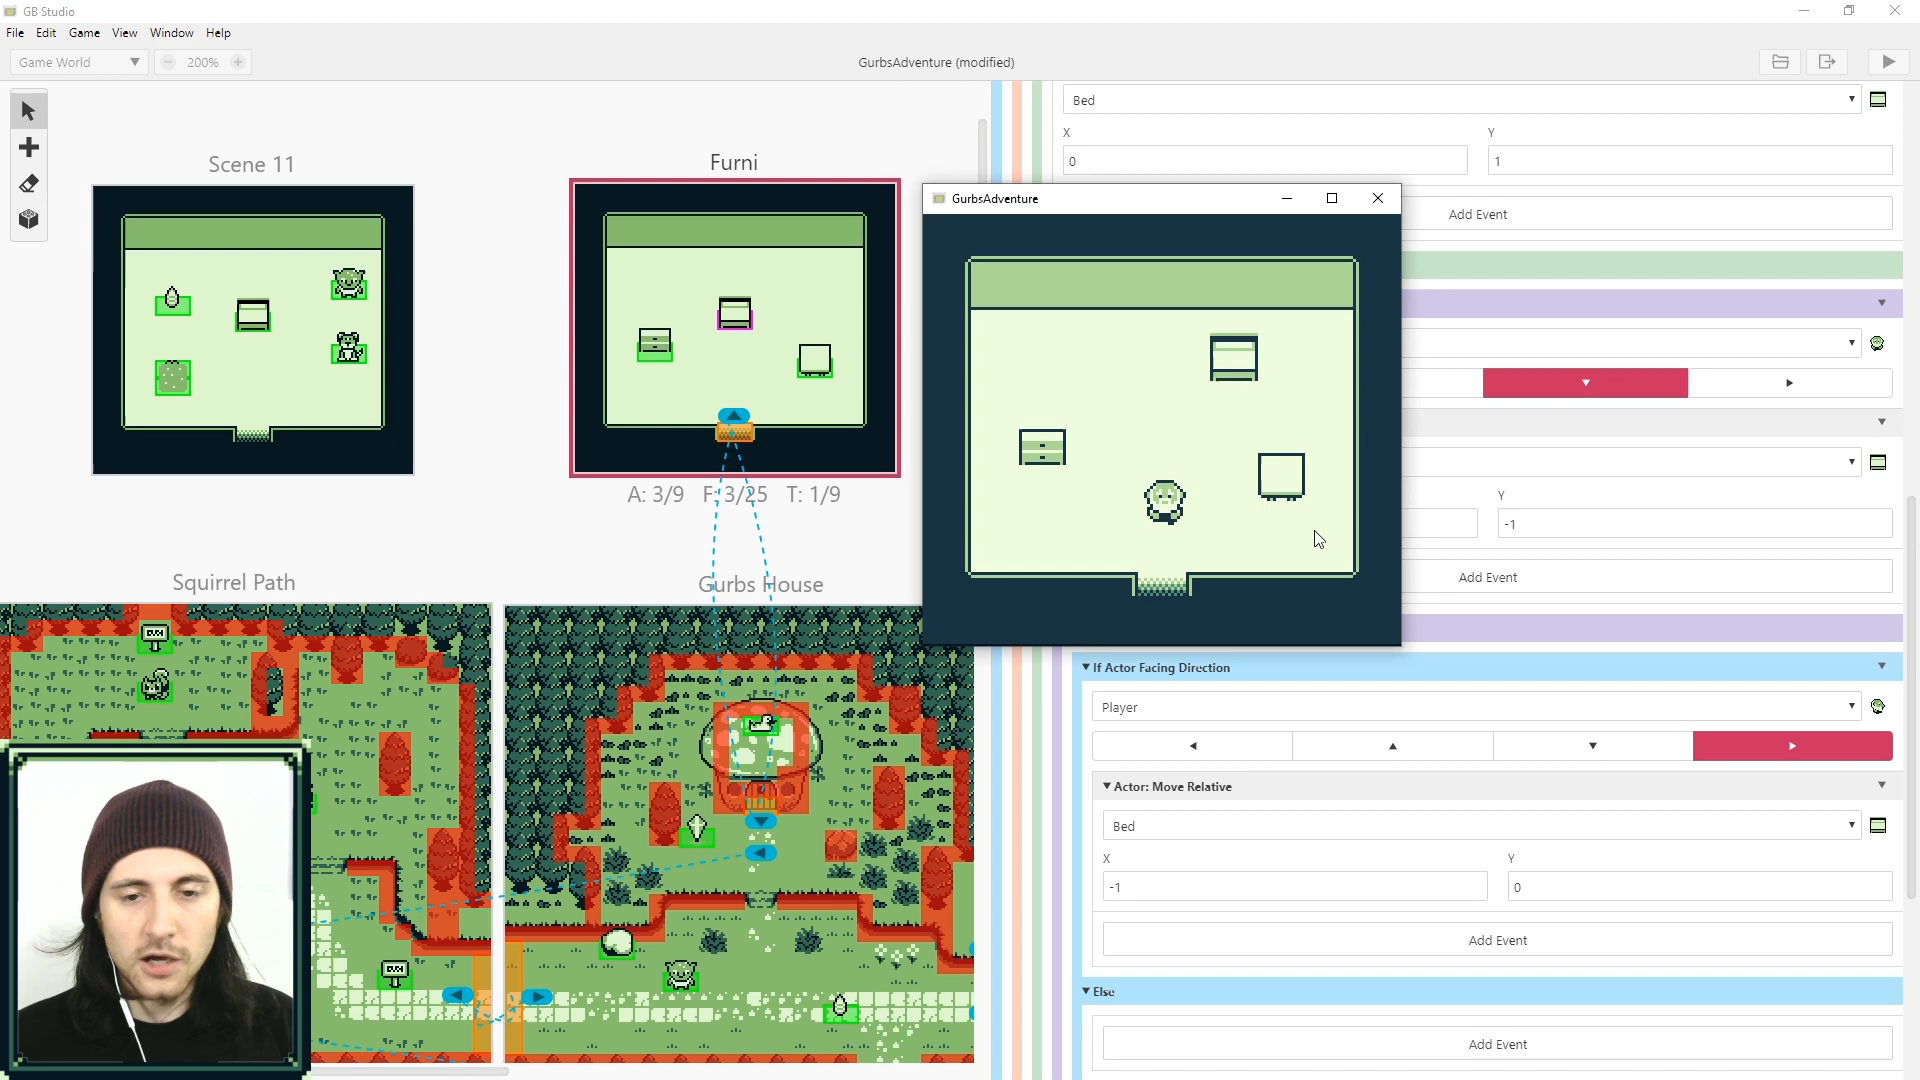 GB Studio
File Edit Game View Window Help
Game World
200%
GurbsAdventure (modified)
Bed
X Y
0 1
Add Event
Scene 11
Furni
GurbsAdventure
A: 3/9 F: 3/25 T: 1/9
Y
-1
Add Event
Squirrel Path
Gurbs House
If Actor Facing Direction
Player
Actor: Move Relative
Bed
X Y
-1 0
Add Event
Else
Add Event